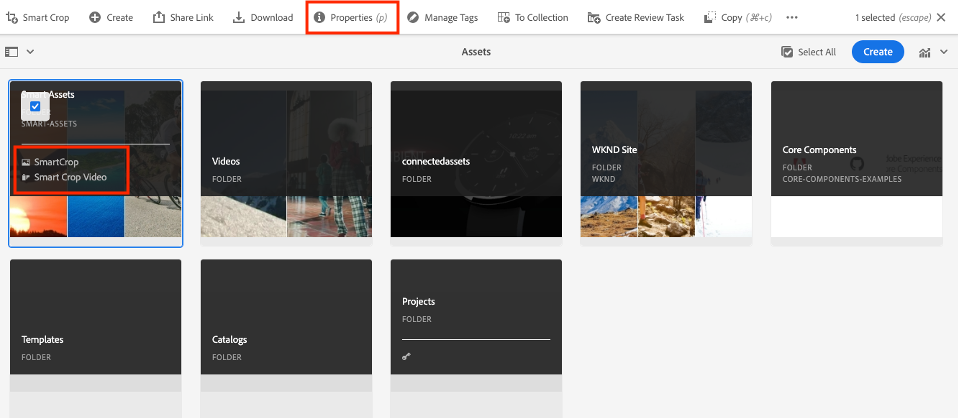 Smart Crop Create Share Link Download Properties (p) Manage Tags To Collection Create Review Task Copy (⌘+c) ••• 1 selected (escape)
Assets Select All Create
Smart Assets
SMART-ASSETS
SmartCrop
Smart Crop Video
Videos
FOLDER
connectedassets
FOLDER
WKND Site
FOLDER
WKND
Core Components
FOLDER
CORE-COMPONENTS-EXAMPLES
Templates
FOLDER
Catalogs
FOLDER
Projects
FOLDER